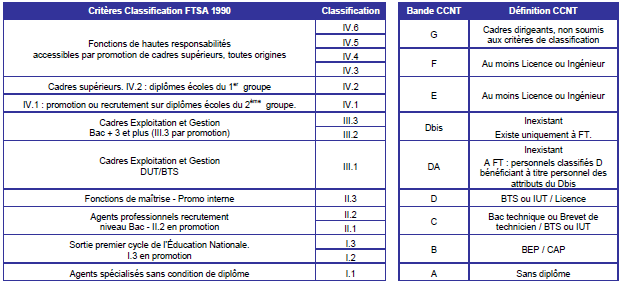 Critères Classification FTSA 1990
Classification
Fonctions de hautes responsabilités
accessibles par promotion de cadres supérieurs, toutes origines
IV.6
IV.5
IV.4
IV.3
Cadres supérieurs. IV.2 : diplômes écoles du 1er groupe
IV.2
IV.1 : promotion ou recrutement sur diplômes écoles du 2ème groupe.
IV.1
Cadres Exploitation et Gestion
Bac + 3 et plus (III.3 par promotion)
III.3
III.2
Cadres Exploitation et Gestion
DUT/BTS
III.1
Fonctions de maîtrise - Promo interne
II.3
Agents professionnels recrutement
niveau Bac - II.2 en promotion
II.2
II.1
Sortie premier cycle de l'Éducation Nationale.
I.3 en promotion
I.3
I.2
Agents spécialisés sans condition de diplôme
I.1
Bande CCNT
Définition CCNT
G
Cadres dirigeants, non soumis
aux critères de classification
F
Au moins Licence ou Ingénieur
E
Au moins Licence ou Ingénieur
Dbis
Inexistant
Existe uniquement à FT.
DA
Inexistant
A FT : personnels classifiés D
bénéficiant à titre personnel des
attributs du Dbis
D
BTS ou IUT / Licence
C
Bac technique ou Brevet de
technicien / BTS ou IUT
B
BEP / CAP
A
Sans diplôme